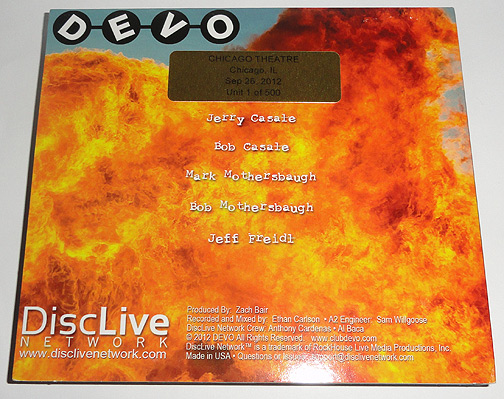 DEVO
CHICAGO THEATRE
Chicago, IL
Sep 25, 2012
Unit 1 of 500
Jerry Casale
Bob Casale
Mark Mothersbaugh
Bob Mothersbaugh
Jeff Freidl
DiscLive
NETWORK
www.disclivenetwork.com
Produced By: Zach Bair
Recorded and Mixed by: Ethan Carlson • A2 Engineer: Sam Willgoose
DiscLive Network Crew: Anthony Cardenas • Al Baca
© 2012 DEVO All Rights Reserved. www.clubdevo.com
DiscLive Network™ is a trademark of RockHouse Live Media Productions, Inc.
Made in USA • Questions or issues: support@disclivenetwork.com